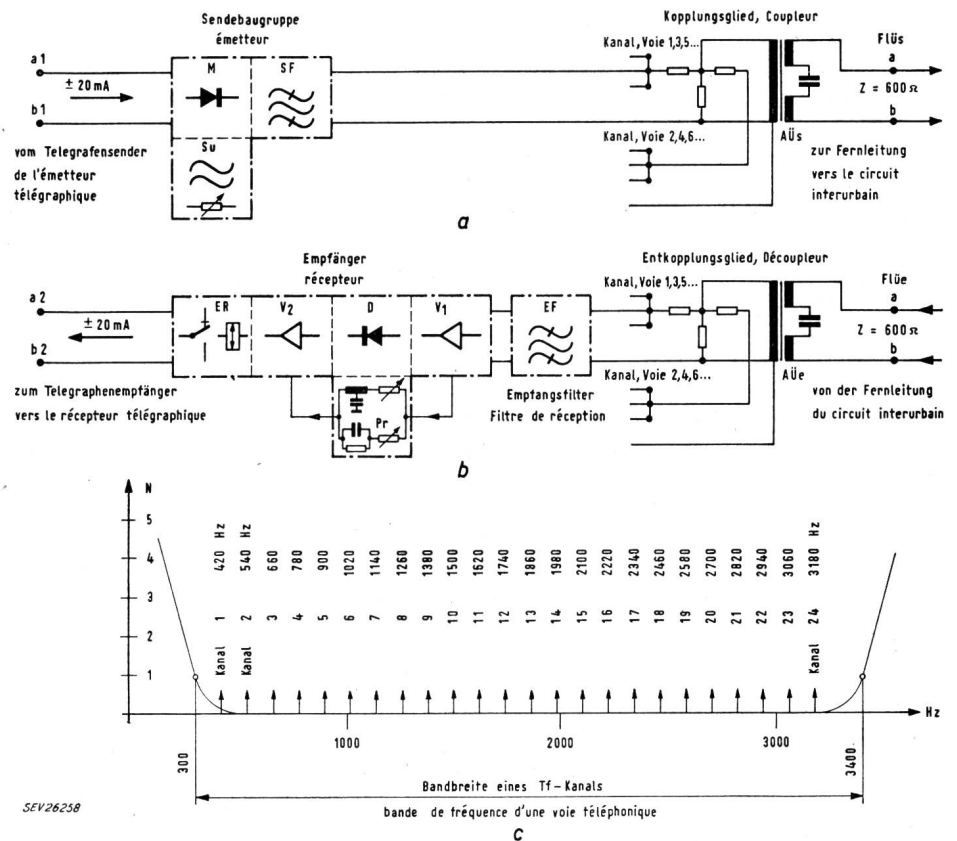 Sendebaugruppe
émetteur
Kopplungsglied, Coupleur
Kanal, Voie 1,3,5...
Flüs
a 1
M
SF
a
± 20 mA
Z = 600 Ω
b 1
b
Su
Kanal, Voie 2,4,6...
AÜs
vom Telegrafensender
de l'émetteur
télégraphique
zur Fernleitung
vers le circuit
interurbain
a
Empfänger
récepteur
Entkopplungsglied, Découpleur
Kanal, Voie 1,3,5...
Flüe
a 2
ER
V2
D
V1
EF
a
± 20 mA
Z = 600 Ω
b 2
b
Kanal, Voie 2,4,6...
AÜe
zum Telegraphenempfänger
vers le récepteur télégraphique
Pr
Emptangsfilter
Filtre de réception
von der Fernleitung
du circuit interurbain
b
N
5
4
3
2
1
420 Hz
540 Hz
660
780
900
1020
1140
1260
1380
1500
1620
1740
1860
1980
2100
2220
2340
2460
2580
2700
2820
2940
3060
3180 Hz
Kanal 1
Kanal 2
3
4
5
6
7
8
9
10
11
12
13
14
15
16
17
18
19
20
21
22
23
Kanal 24
Hz
1000
2000
3000
300
3400
Bandbreite eines Tf-Kanals
bande de fréquence d'une voie téléphonique
SEV26258
c